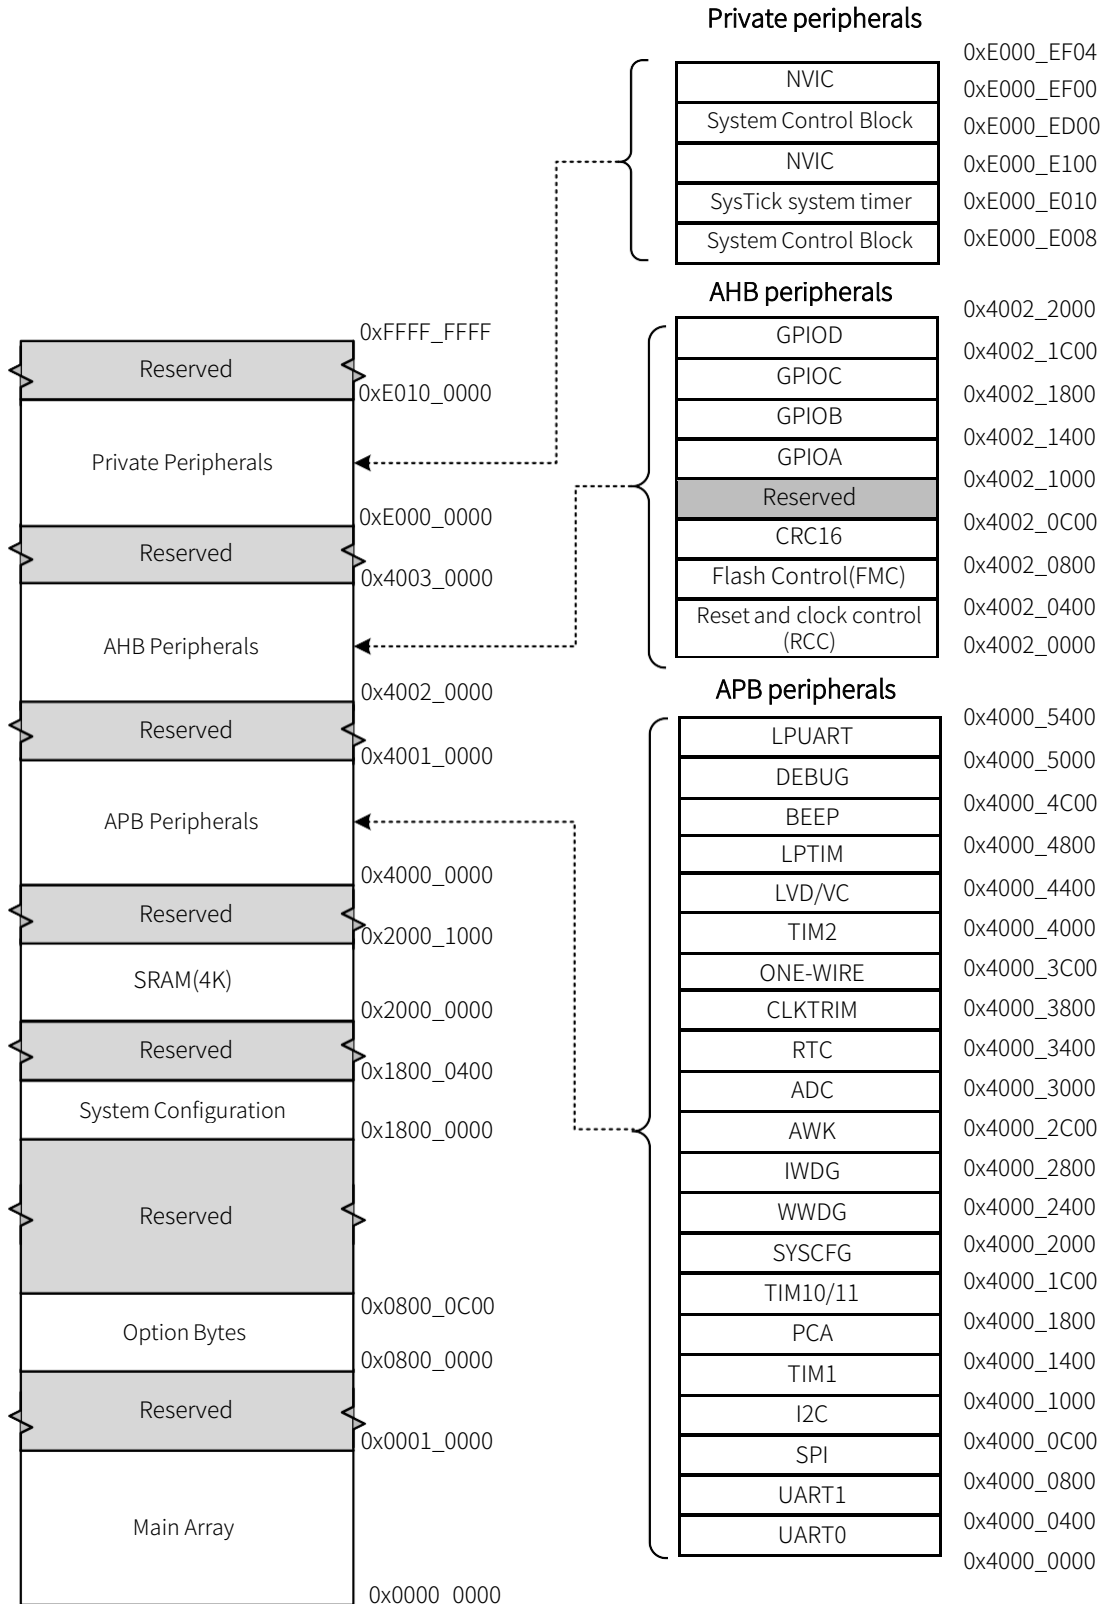 Private peripherals
0xE000_EF04
NVIC
0xE000_EF00
System Control Block
0xE000_ED00
NVIC
0xE000_E100
SysTick system timer
0xE000_E010
System Control Block
0xE000_E008
AHB peripherals
0x4002_2000
GPIOD
0x4002_1C00
GPIOC
0x4002_1800
GPIOB
0x4002_1400
GPIOA
0x4002_1000
Reserved
0x4002_0C00
CRC16
0x4002_0800
Flash Control(FMC)
0x4002_0400
Reset and clock control
(RCC)
0x4002_0000
APB peripherals
0x4000_5400
LPUART
0x4000_5000
DEBUG
0x4000_4C00
BEEP
0x4000_4800
LPTIM
0x4000_4400
LVD/VC
0x4000_4000
TIM2
0x4000_3C00
ONE-WIRE
0x4000_3800
CLKTRIM
0x4000_3400
RTC
0x4000_3000
ADC
0x4000_2C00
AWK
0x4000_2800
IWDG
0x4000_2400
WWDG
0x4000_2000
SYSCFG
0x4000_1C00
TIM10/11
0x4000_1800
PCA
0x4000_1400
TIM1
0x4000_1000
I2C
0x4000_0C00
SPI
0x4000_0800
UART1
0x4000_0400
UART0
0x4000_0000
0xFFFF_FFFF
Reserved
0xE010_0000
Private Peripherals
0xE000_0000
Reserved
0x4003_0000
AHB Peripherals
0x4002_0000
Reserved
0x4001_0000
APB Peripherals
0x4000_0000
Reserved
0x2000_1000
SRAM(4K)
0x2000_0000
Reserved
0x1800_0400
System Configuration
0x1800_0000
Reserved
0x0800_0C00
Option Bytes
0x0800_0000
Reserved
0x0001_0000
Main Array
0x0000_0000